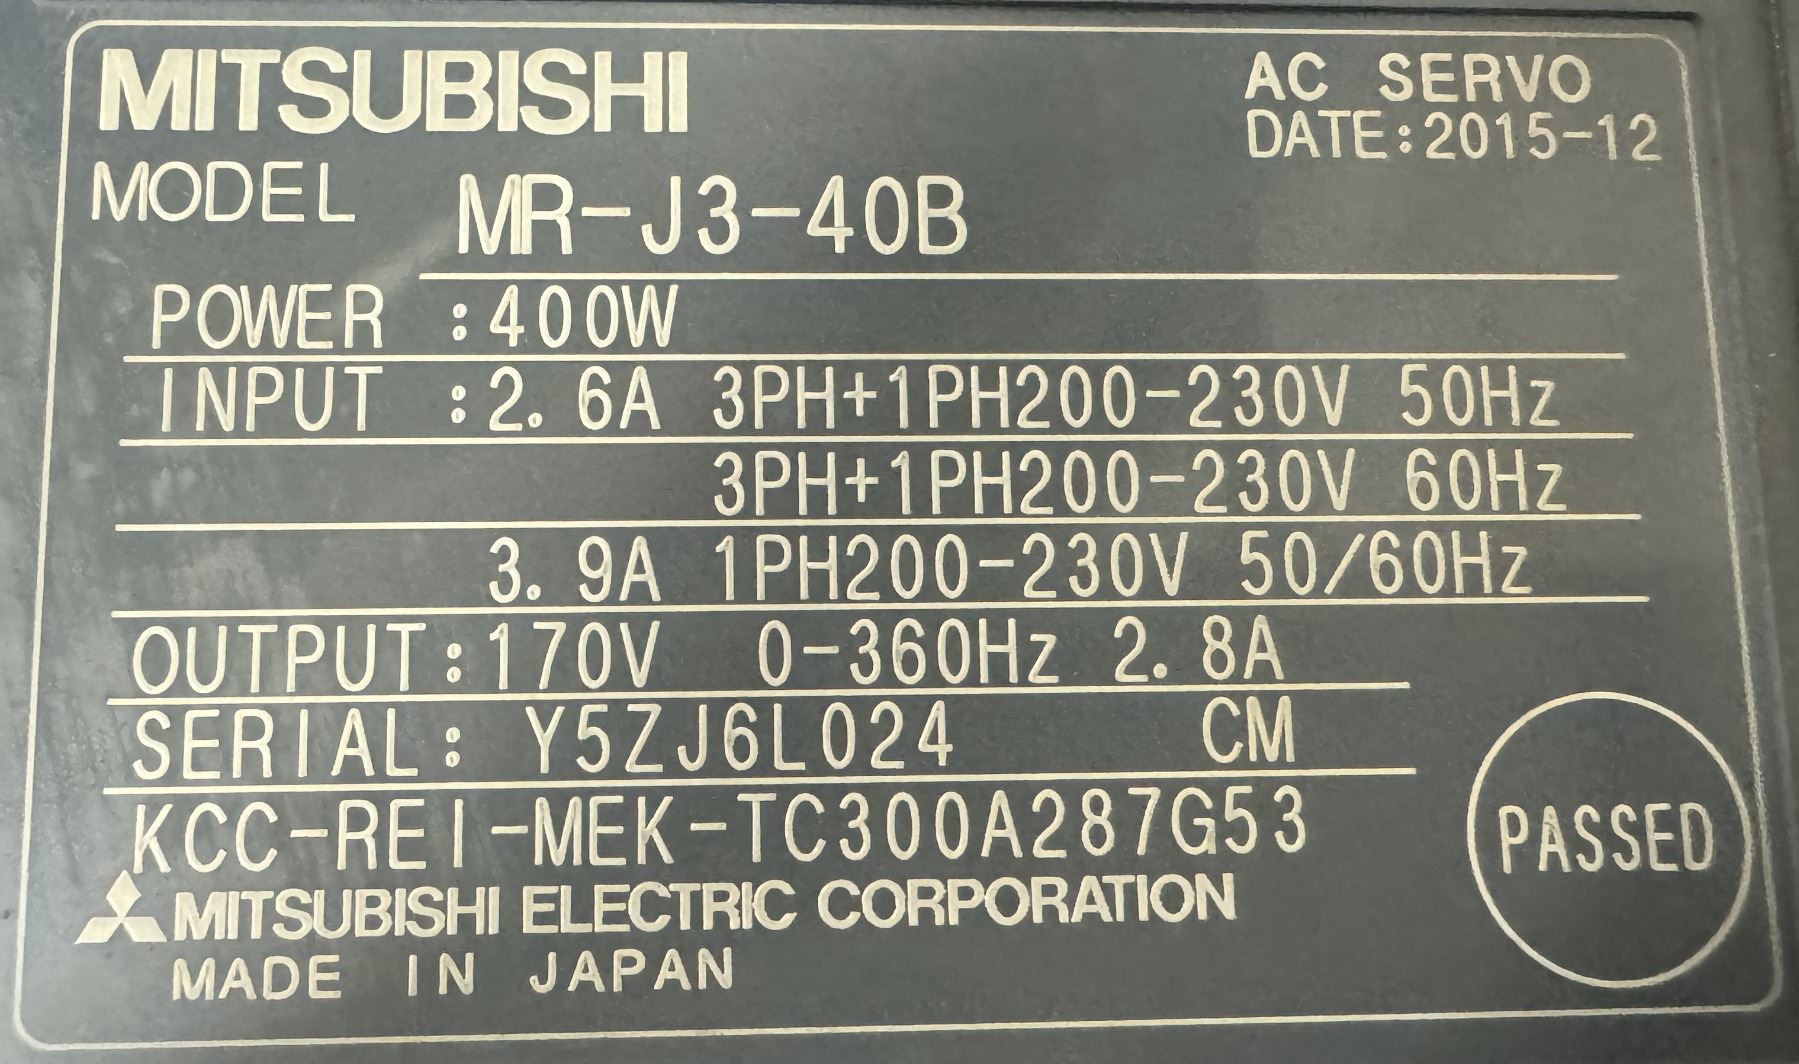 MITSUBISHI
AC SERVO
DATE:2015-12
MODEL MR-J3-40B
POWER :400W
INPUT :2.6A 3PH+1PH200-230V 50Hz
3PH+1PH200-230V 60Hz
3.9A 1PH200-230V 50/60Hz
OUTPUT:170V 0-360Hz 2.8A
SERIAL: Y5ZJ6L024 CM
KCC-REI-MEK-TC300A287G53
MITSUBISHI ELECTRIC CORPORATION
MADE IN JAPAN
PASSED